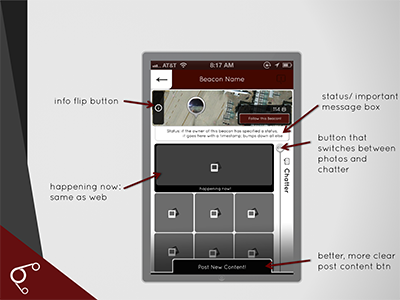 AT&T
8:17 AM
Beacon Name
info flip button
114
Follow this Beacon!
status/ important
message box
Status: if the owner of this beacon has specified a status,
it goes here with a timestamp; bumps down all else
button that
switches between
photos and
chatter
Chatter
happening now:
same as web
happening now!
better, more clear
post content btn
Post New Content!